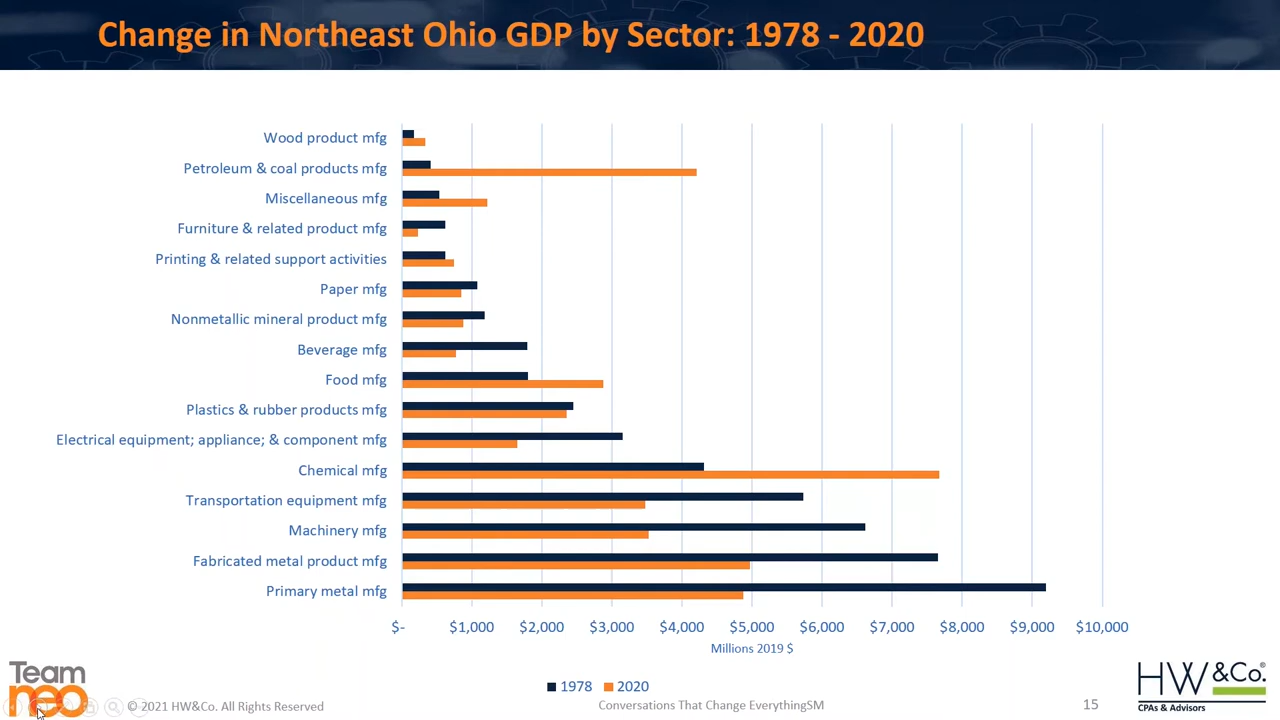 Change in Northeast Ohio GDP by Sector: 1978 - 2020
Wood product mfg
Petroleum & coal products mfg
Miscellaneous mfg
Furniture & related product mfg
Printing & related support activities
Paper mfg
Nonmetallic mineral product mfg
Beverage mfg
Food mfg
Plastics & rubber products mfg
Electrical equipment; appliance; & component mfg
Chemical mfg
Transportation equipment mfg
Machinery mfg
Fabricated metal product mfg
Primary metal mfg
$- $1,000 $2,000 $3,000 $4,000 $5,000 $6,000 $7,000 $8,000 $9,000 $10,000
Millions 2019 $
1978 2020
Team
neo
© 2021 HW&Co. All Rights Reserved
Conversations That Change EverythingSM
15
HW&Co.®
CPAs & Advisors